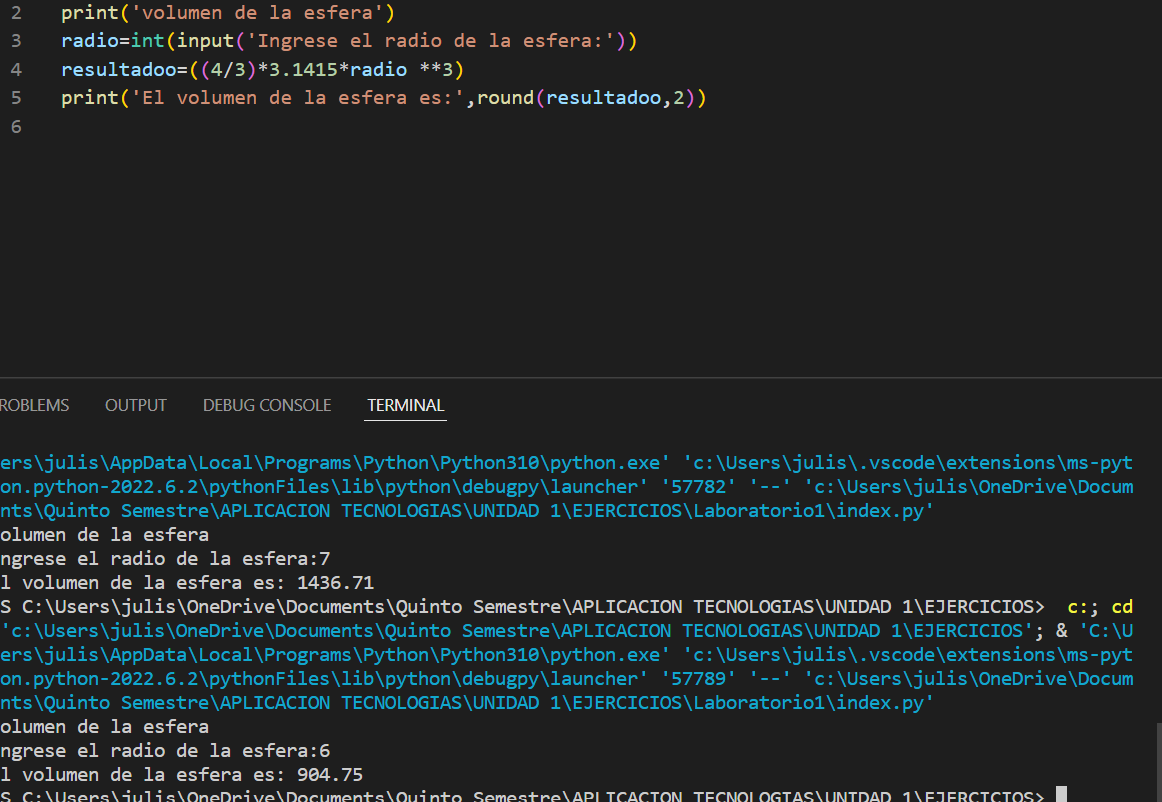 2 print('volumen de la esfera')
3 radio=int(input('Ingrese el radio de la esfera:'))
4 resultadoo=((4/3)*3.1415*radio **3)
5 print('El volumen de la esfera es:',round(resultadoo,2))
6
ROBLEMS OUTPUT DEBUG CONSOLE TERMINAL
ers\julis\AppData\Local\Programs\Python\Python310\python.exe' 'c:\Users\julis\.vscode\extensions\ms-pyt
on.python-2022.6.2\pythonFiles\lib\python\debugpy\launcher' '57782' '--' 'c:\Users\julis\OneDrive\Docum
nts\Quinto Semestre\APLICACION TECNOLOGIAS\UNIDAD 1\EJERCICIOS\Laboratorio1\index.py'
olumen de la esfera
ngrese el radio de la esfera:7
l volumen de la esfera es: 1436.71
S C:\Users\julis\OneDrive\Documents\Quinto Semestre\APLICACION TECNOLOGIAS\UNIDAD 1\EJERCICIOS> c:; cd
'c:\Users\julis\OneDrive\Documents\Quinto Semestre\APLICACION TECNOLOGIAS\UNIDAD 1\EJERCICIOS'; & 'C:\U
ers\julis\AppData\Local\Programs\Python\Python310\python.exe' 'c:\Users\julis\.vscode\extensions\ms-pyt
on.python-2022.6.2\pythonFiles\lib\python\debugpy\launcher' '57789' '--' 'c:\Users\julis\OneDrive\Docum
nts\Quinto Semestre\APLICACION TECNOLOGIAS\UNIDAD 1\EJERCICIOS\Laboratorio1\index.py'
olumen de la esfera
ngrese el radio de la esfera:6
l volumen de la esfera es: 904.75
S C:\Users\julis\OneDrive\Documents\Quinto Semestre\APLICACION TECNOLOGIAS\UNIDAD 1\EJERCICIOS>